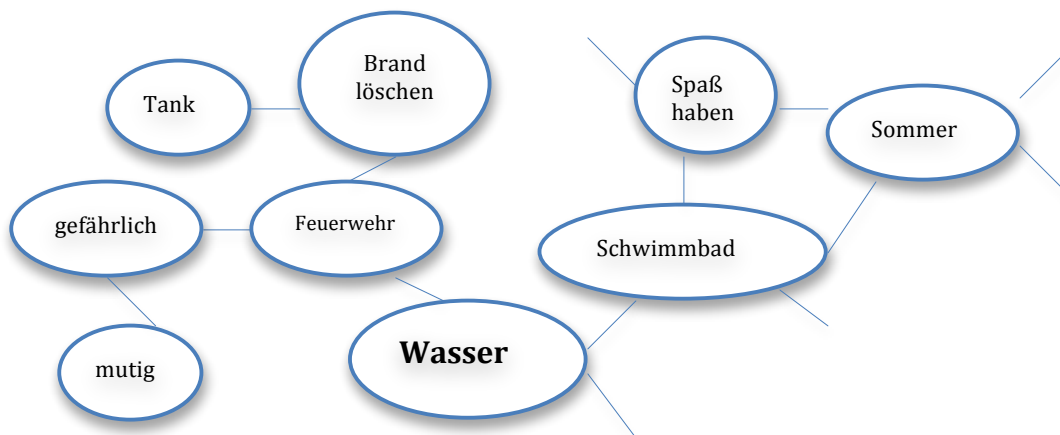 Brand
löschen
Tank
Spaß
haben
Sommer
gefährlich
Feuerwehr
Schwimmbad
Wasser
mutig